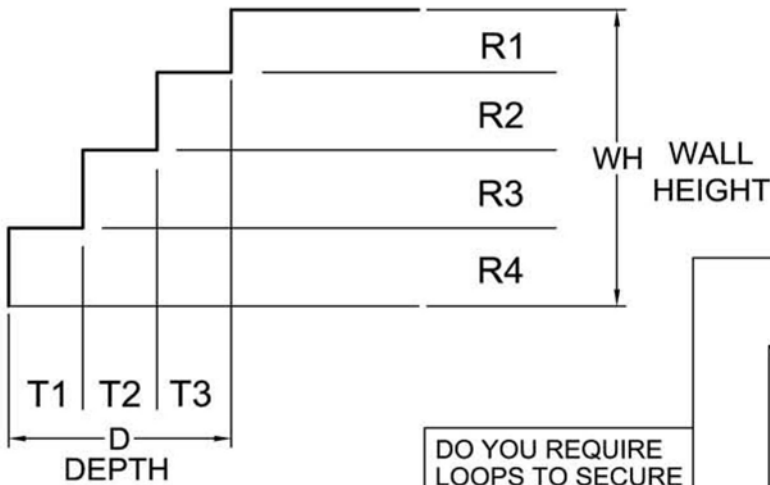 R1
R2
WH WALL
HEIGHT
R3
R4
T1 T2 T3
D
DEPTH
DO YOU REQUIRE
LOOPS TO SECURE